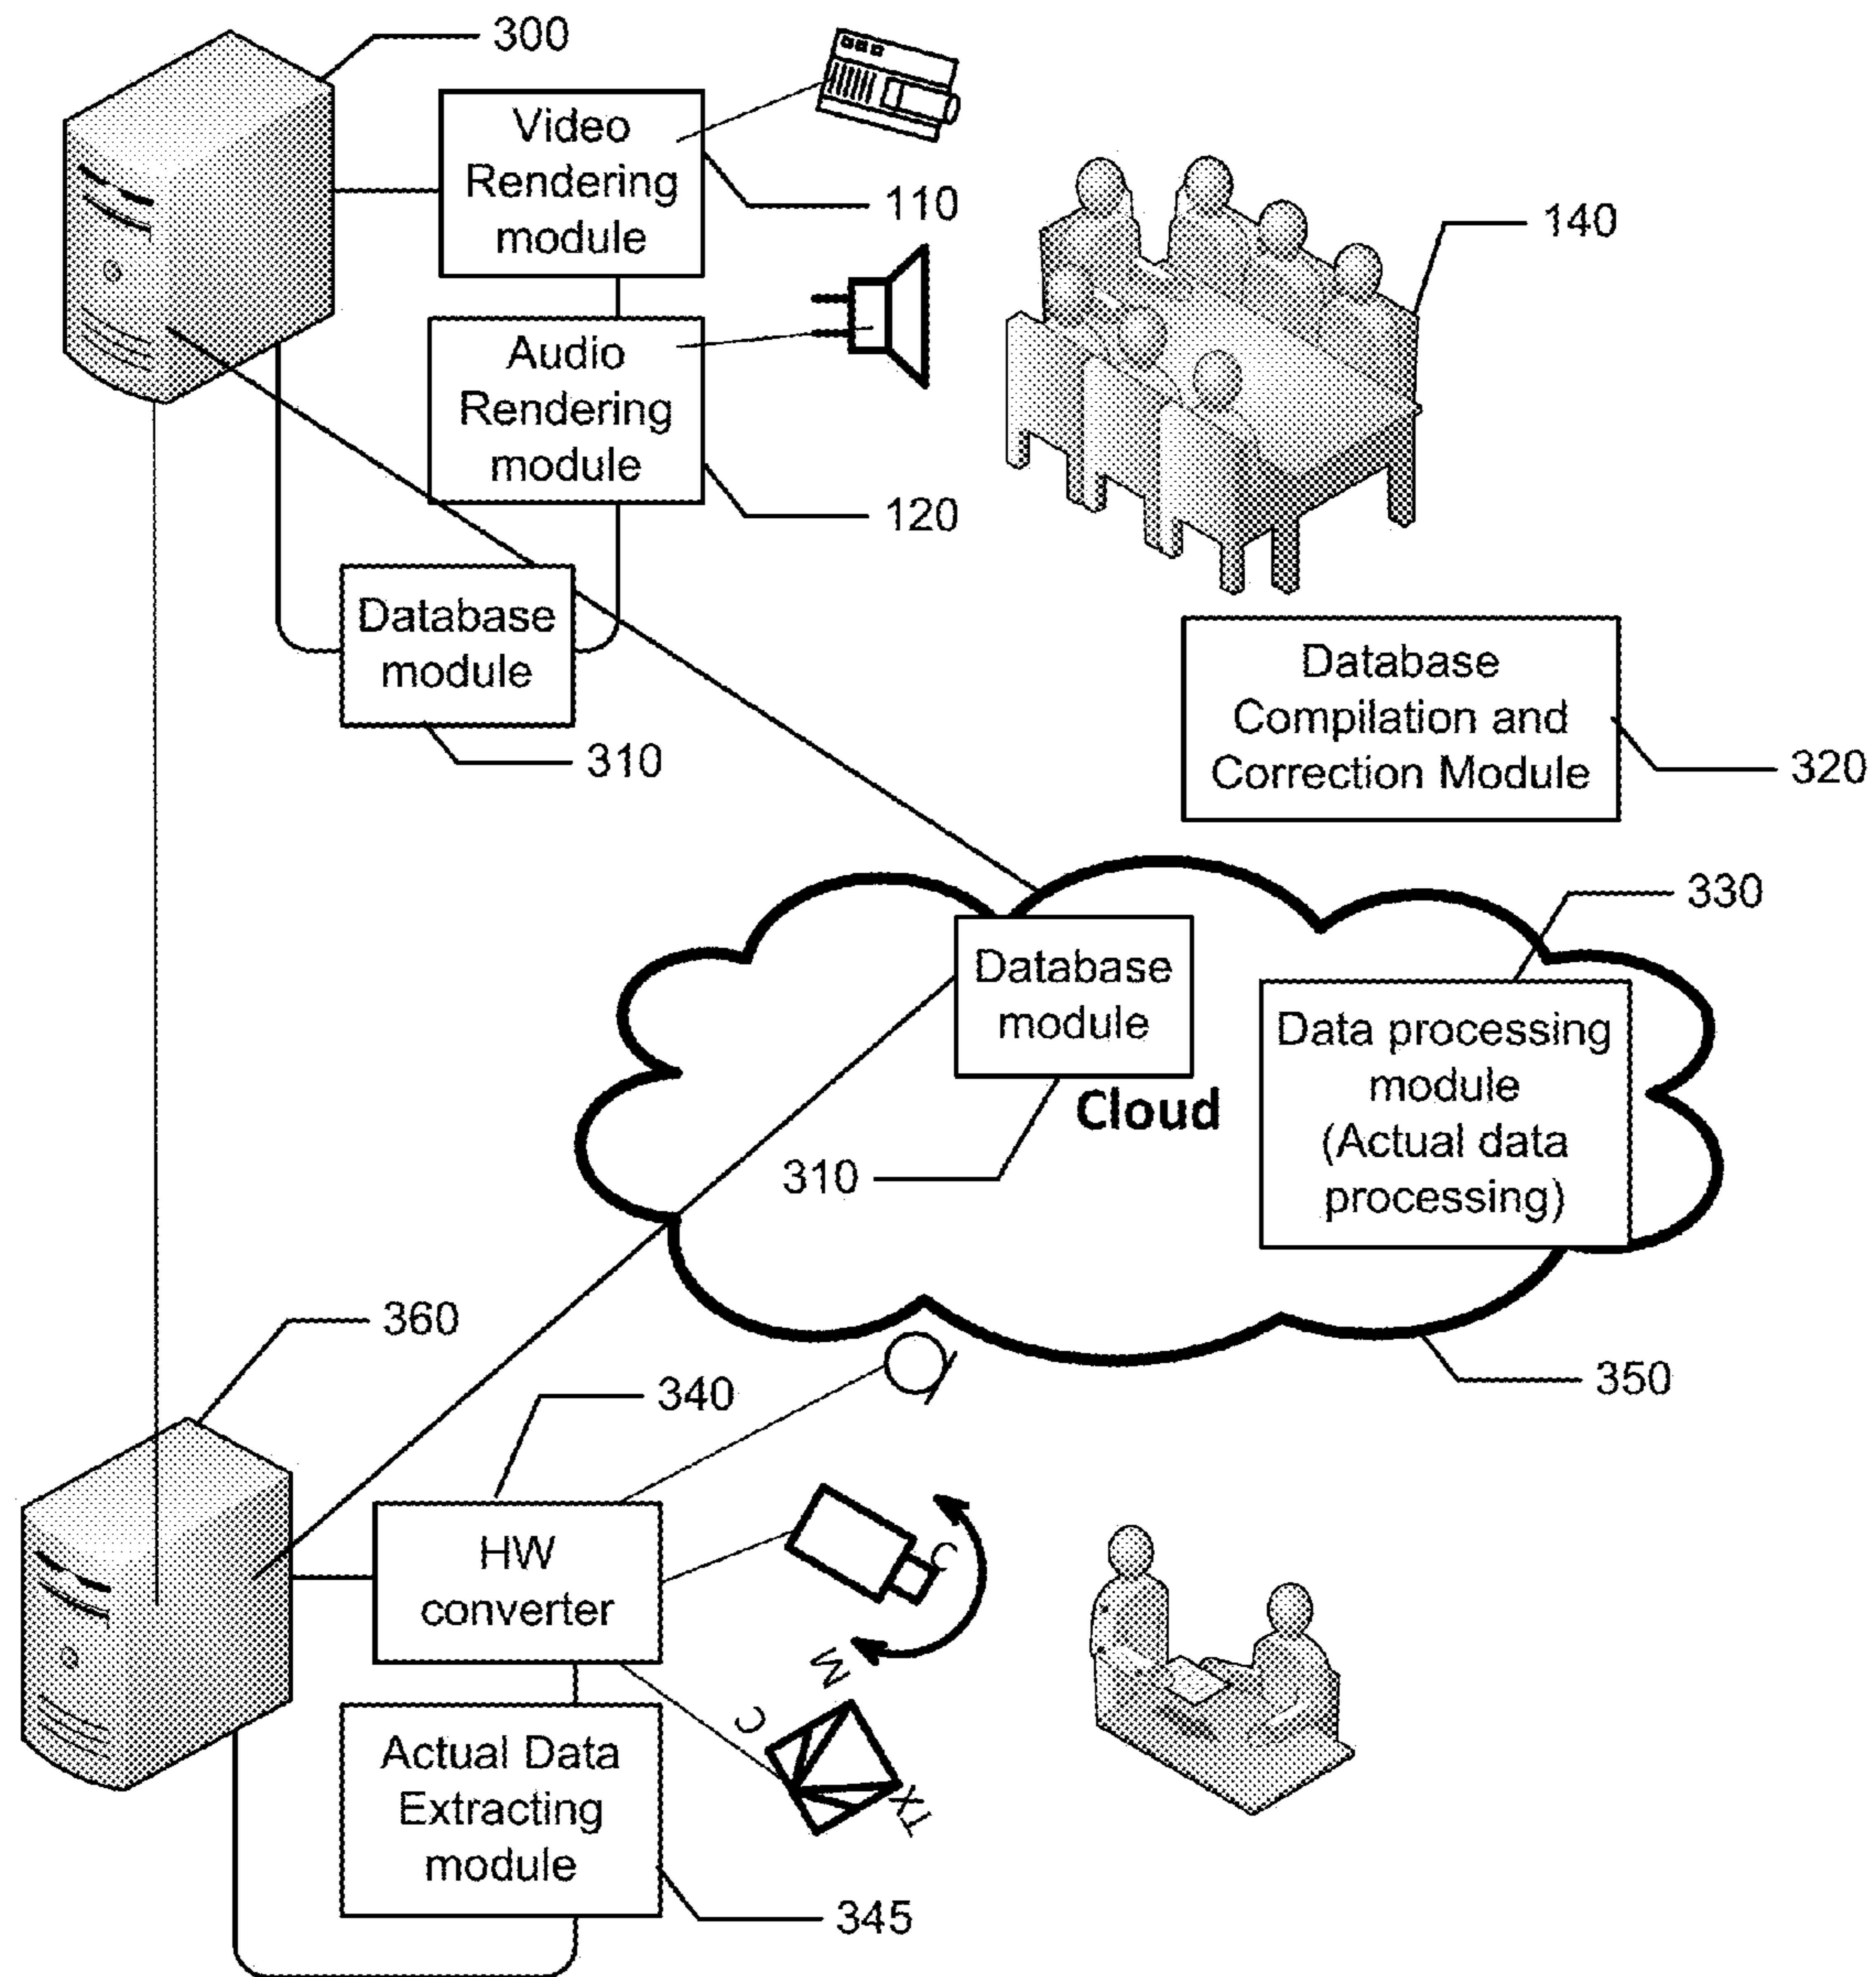 300
Video
Rendering
module
110
140
Audio
Rendering
module
120
Database
module
310
Database
Compilation and
Correction Module
320
330
Database
module
Cloud
310
Data processing
module
(Actual data
processing)
350
360
340
HW
converter
C
M
C
TX
Actual Data
Extracting
module
345